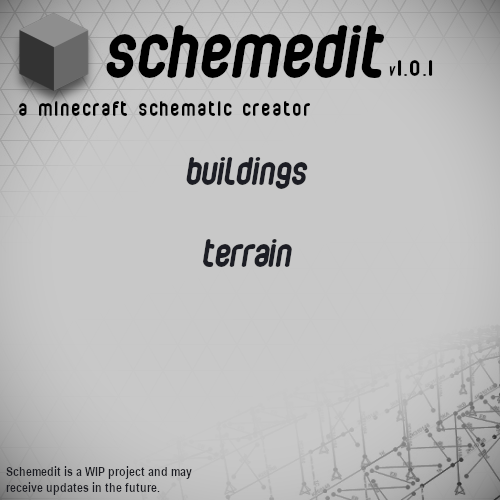 schemedit v1.0.1
a minecraft schematic creator
buildings
terrain
Schemedit is a WIP project and may
receive updates in the future.